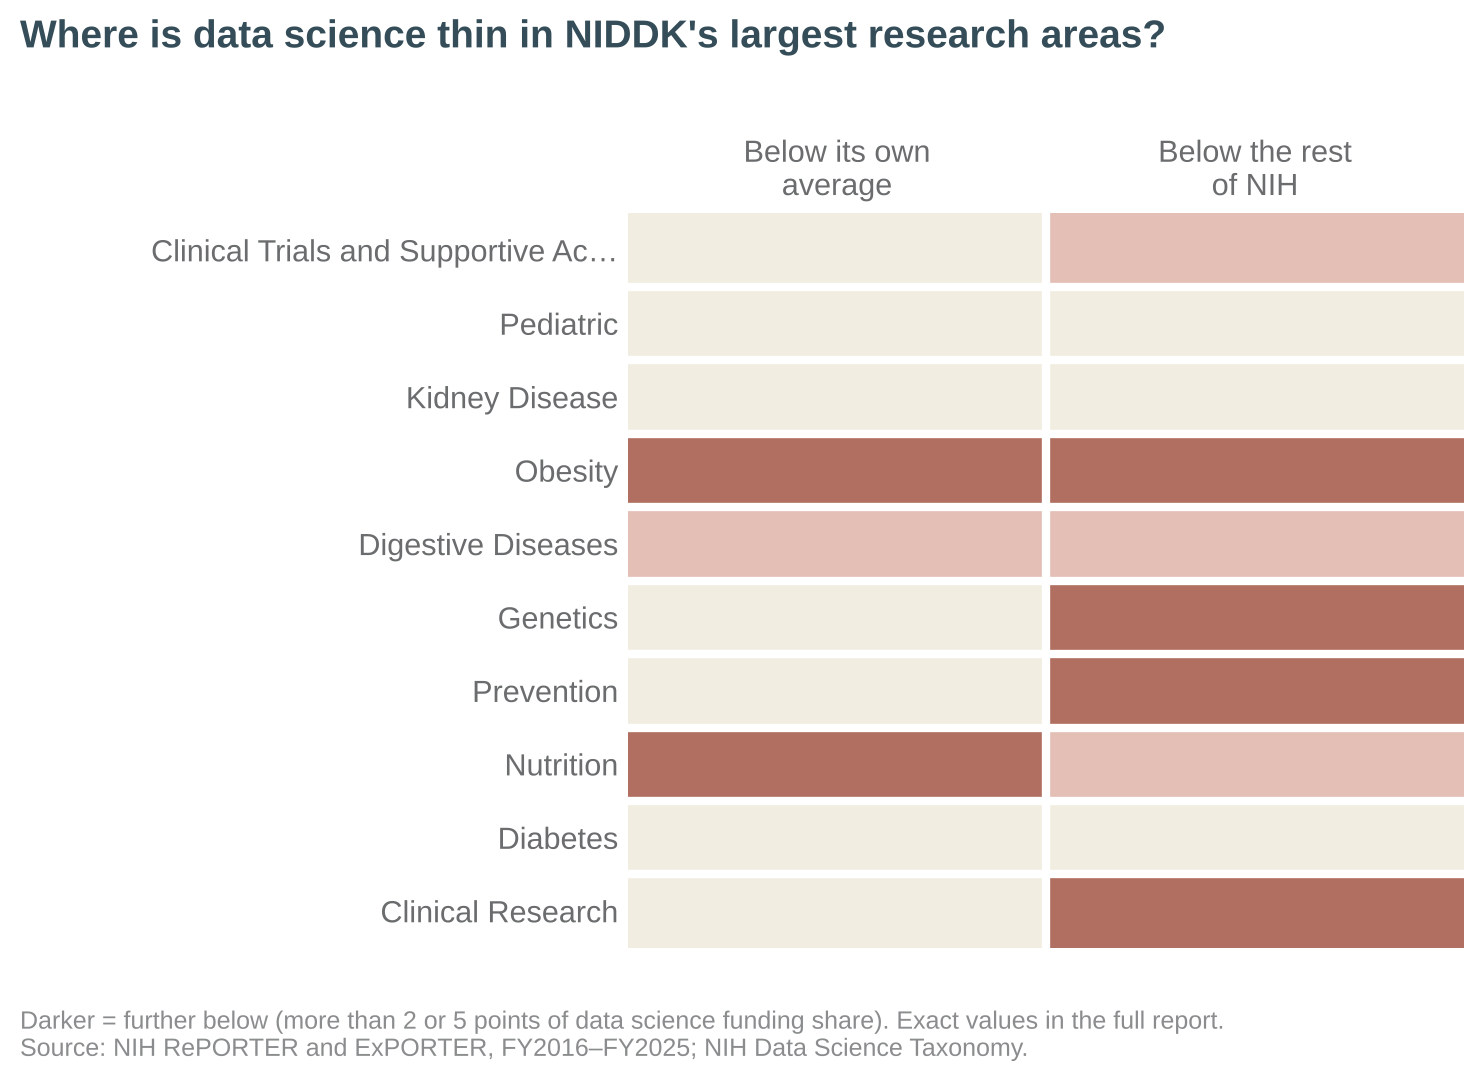 Where is data science thin in NIDDK's largest research areas?
Below its own
average
Below the rest
of NIH
Clinical Trials and Supportive Ac…
Pediatric
Kidney Disease
Obesity
Digestive Diseases
Genetics
Prevention
Nutrition
Diabetes
Clinical Research
Darker = further below (more than 2 or 5 points of data science funding share). Exact values in the full report.
Source: NIH RePORTER and ExPORTER, FY2016–FY2025; NIH Data Science Taxonomy.